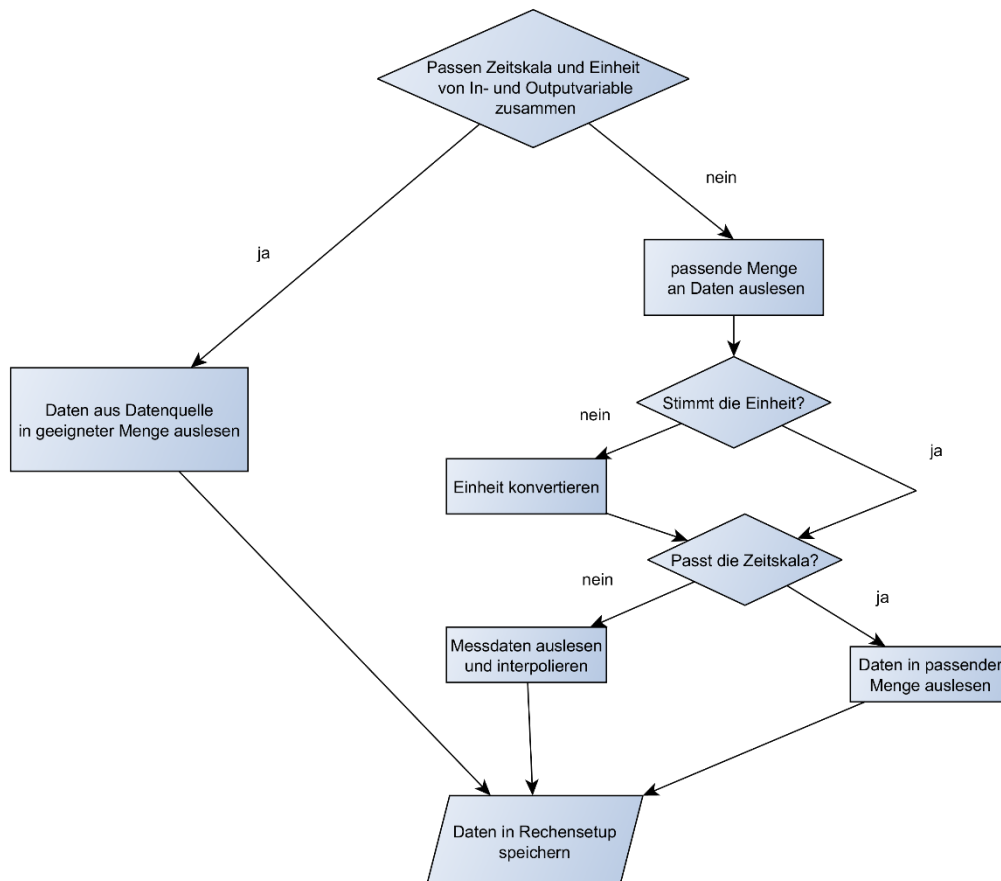 Passen Zeitskala und Einheit
von In- und Outputvariable
zusammen
nein
ja
passende Menge
an Daten auslesen
Daten aus Datenquelle
in geeigneter Menge auslesen
Stimmt die Einheit?
nein
ja
Einheit konvertieren
Passt die Zeitskala?
nein
ja
Messdaten auslesen
und interpolieren
Daten in passender
Menge auslesen
Daten in Rechensetup
speichern